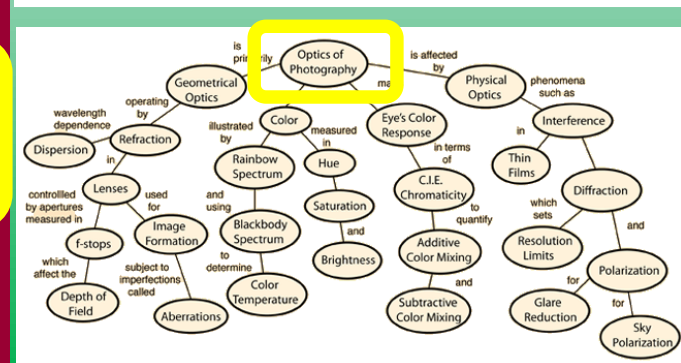 Optics of
Photography
is
Geometrical
Optics
is affected
by
Physical
Optics
phenomena
such as
Interference
in
Thin
Films
Diffraction
which
sets
Resolution
Limits
and
Polarization
for
Glare
Reduction
for
Sky
Polarization
wavelength
dependence
Dispersion
operating
by
Refraction
in
Lenses
controllled
by apertures
measured in
f-stops
which
affect the
Depth of
Field
used
for
Image
Formation
subject to
imperfections
called
Aberrations
Color
illustrated
by
Rainbow
Spectrum
and
using
Blackbody
Spectrum
to
determine
Color
Temperature
measured
in
Hue
Saturation
and
Brightness
Eye's Color
Response
in terms
of
C.I.E.
Chromaticity
to
quantify
Additive
Color Mixing
and
Subtractive
Color Mixing